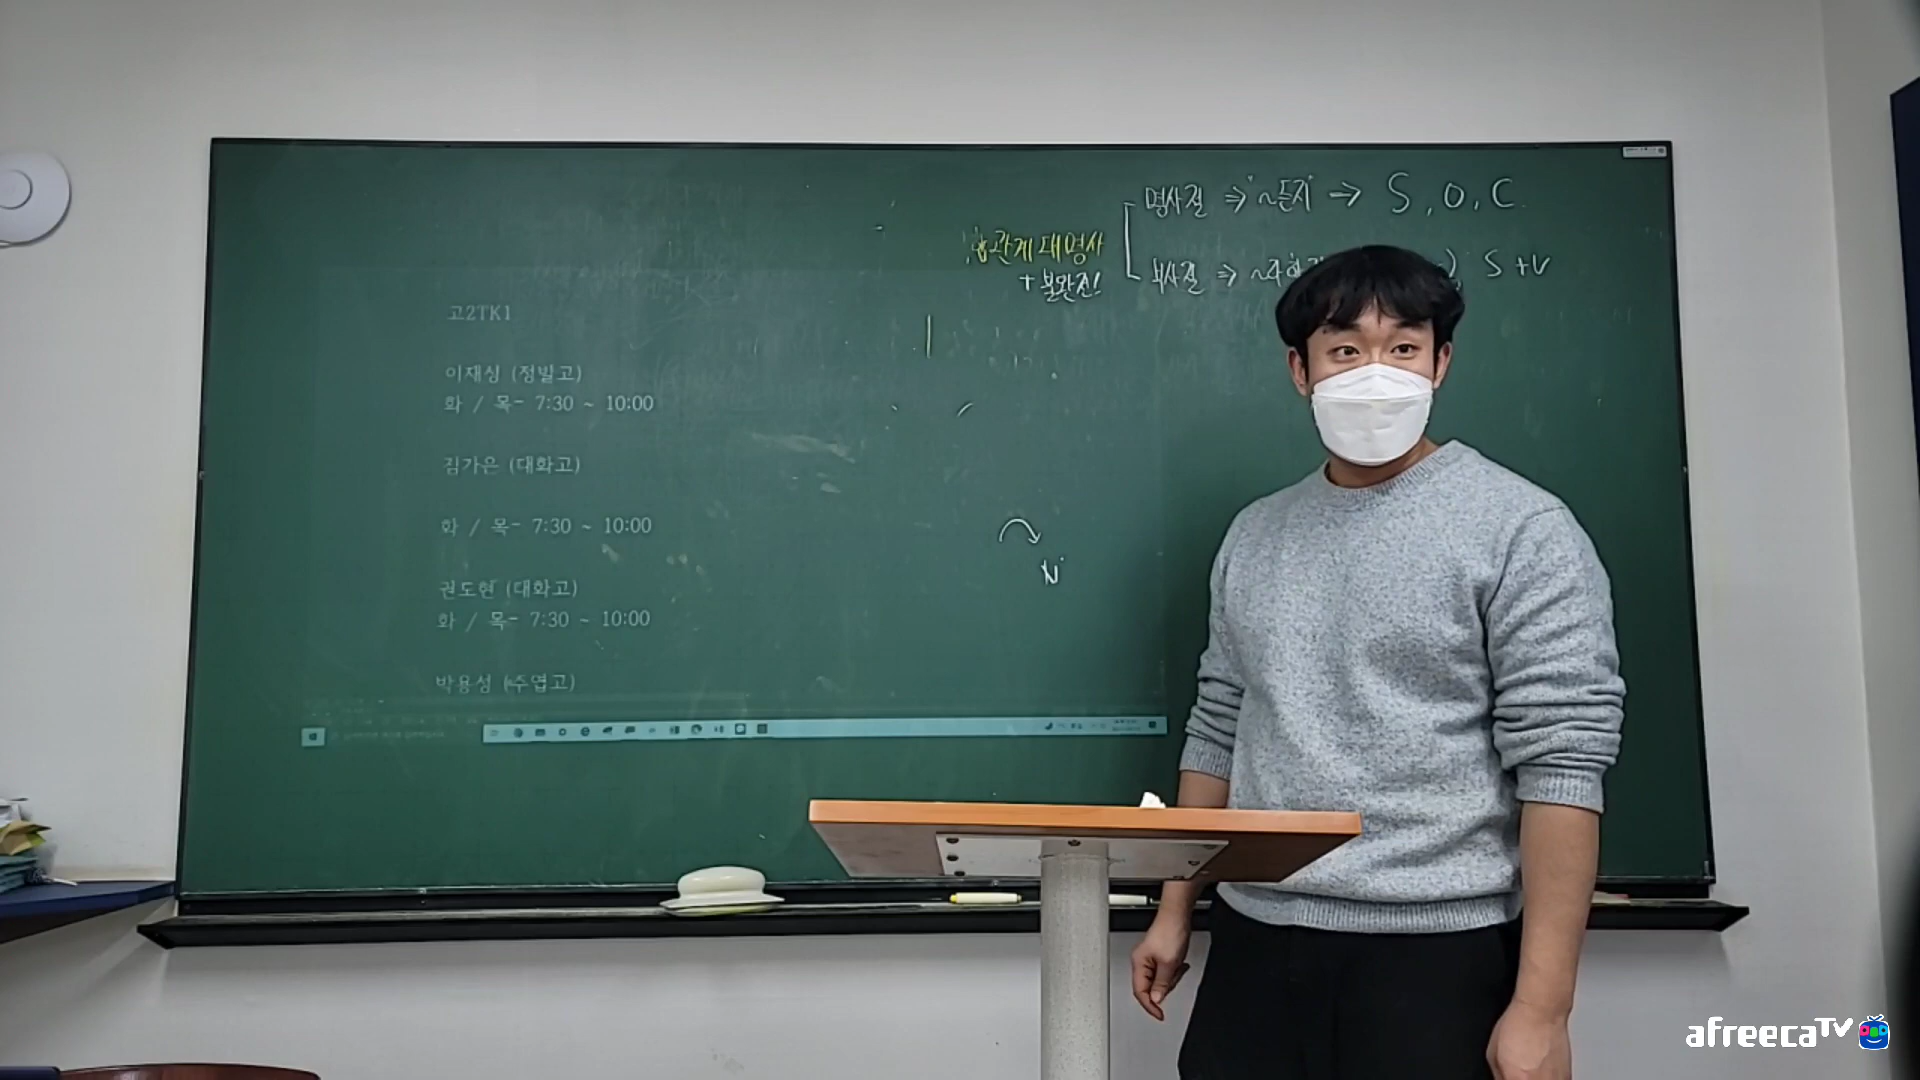 고2TK1
이재성 (정발고)
화 / 목- 7:30 ~ 10:00
김가은 (대화고)
화 / 목- 7:30 ~ 10:00
권도현 (대화고)
화 / 목- 7:30 ~ 10:00
박용성 (주엽고)
명사절 ⇒ "~든지" → S, O, C
관계대명사
+ 불완전!
부사절 ⇒ S + V
N
afreecaTV